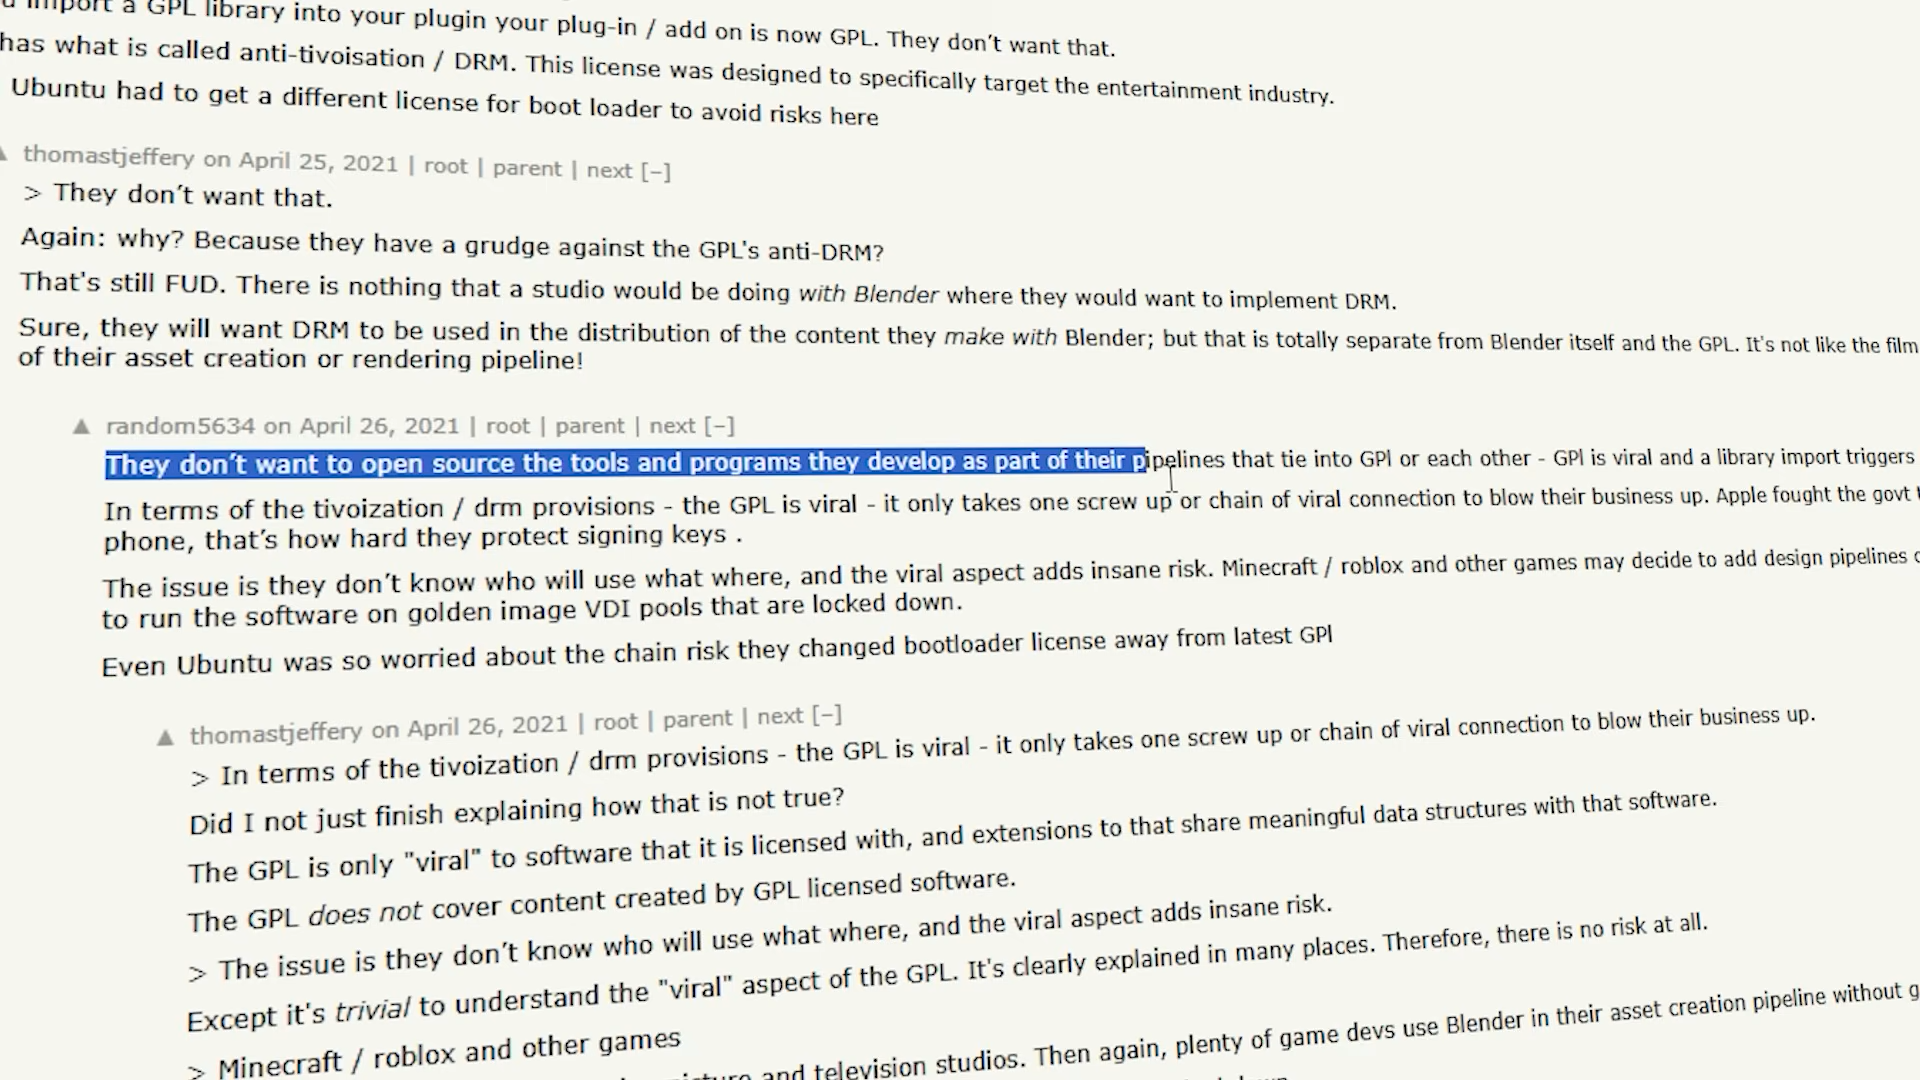 import a GPL library into your plugin your plug-in / add on is now GPL. They don't want that.
has what is called anti-tivoisation / DRM. This license was designed to specifically target the entertainment industry.
Ubuntu had to get a different license for boot loader to avoid risks here
▲ thomastjeffery on April 25, 2021 | root | parent | next [–]
> They don't want that.
Again: why? Because they have a grudge against the GPL's anti-DRM?
That's still FUD. There is nothing that a studio would be doing with Blender where they would want to implement DRM.
Sure, they will want DRM to be used in the distribution of the content they make with Blender; but that is totally separate from Blender itself and the GPL. It's not like the film
of their asset creation or rendering pipeline!
▲ random5634 on April 26, 2021 | root | parent | next [–]
They don't want to open source the tools and programs they develop as part of their pipelines that tie into GPl or each other - GPl is viral and a library import triggers
In terms of the tivoization / drm provisions - the GPL is viral - it only takes one screw up or chain of viral connection to blow their business up. Apple fought the govt
phone, that's how hard they protect signing keys .
The issue is they don't know who will use what where, and the viral aspect adds insane risk. Minecraft / roblox and other games may decide to add design pipelines
to run the software on golden image VDI pools that are locked down.
Even Ubuntu was so worried about the chain risk they changed bootloader license away from latest GPl
▲ thomastjeffery on April 26, 2021 | root | parent | next [–]
> In terms of the tivoization / drm provisions - the GPL is viral - it only takes one screw up or chain of viral connection to blow their business up.
Did I not just finish explaining how that is not true?
The GPL is only "viral" to software that it is licensed with, and extensions to that share meaningful data structures with that software.
The GPL does not cover content created by GPL licensed software.
> The issue is they don't know who will use what where, and the viral aspect adds insane risk.
Except it's trivial to understand the "viral" aspect of the GPL. It's clearly explained in many places. Therefore, there is no risk at all.
> Minecraft / roblox and other games
and television studios. Then again, plenty of game devs use Blender in their asset creation pipeline without